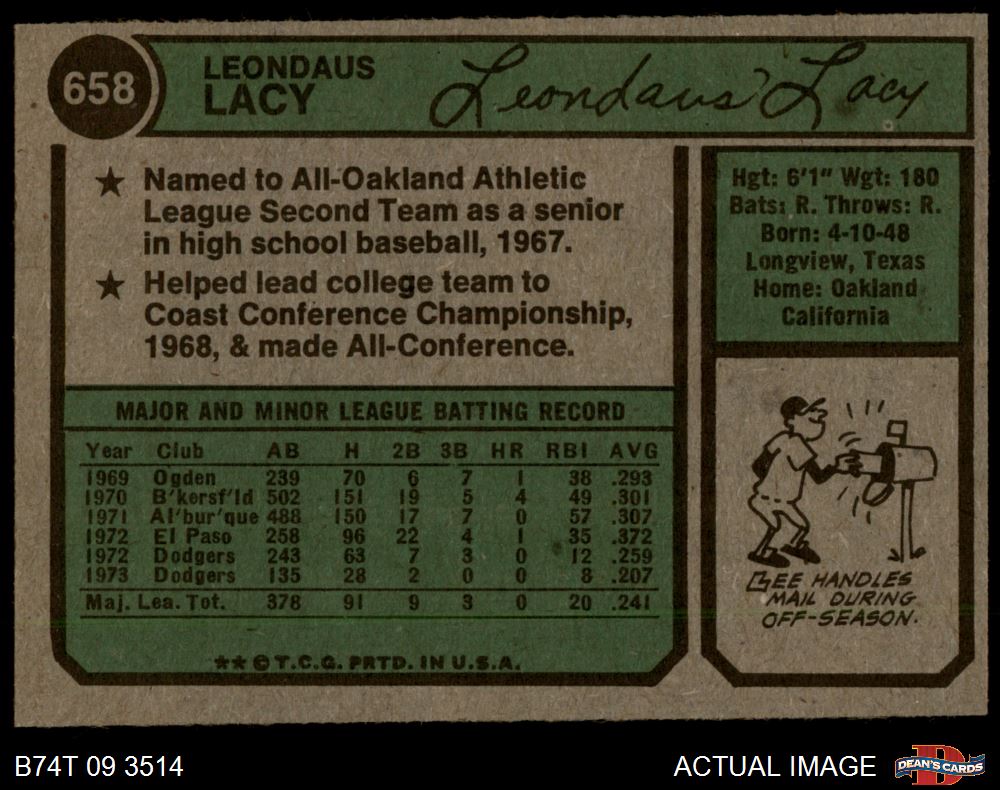 658
LEONDAUS
LACY
Leondaus Lacy
★ Named to All-Oakland Athletic
League Second Team as a senior
in high school baseball, 1967.
★ Helped lead college team to
Coast Conference Championship,
1968, & made All-Conference.
MAJOR AND MINOR LEAGUE BATTING RECORD
Year Club AB H 2B 3B HR RBI AVG
1969 Ogden 239 70 6 7 1 38 .293
1970 B'kersf'ld 502 151 19 5 4 49 .301
1971 Al'bur'que 488 150 17 7 0 57 .307
1972 El Paso 258 96 22 4 1 35 .372
1972 Dodgers 243 63 7 3 0 12 .259
1973 Dodgers 135 28 2 0 0 8 .207
Maj. Lea. Tot. 378 91 9 3 0 20 .241
★★ © T.C.G. PRTD. IN U.S.A.
Hgt: 6'1" Wgt: 180
Bats: R. Throws: R.
Born: 4-10-48
Longview, Texas
Home: Oakland
California
GEE HANDLES
MAIL DURING
OFF-SEASON.
B74T 09 3514
ACTUAL IMAGE
DEAN'S CARDS